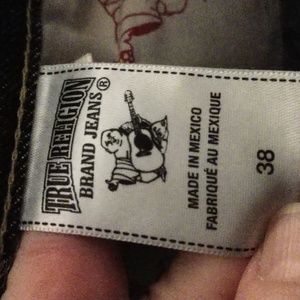 TRUE RELIGION
BRAND JEANS®
MADE IN MEXICO
FABRIQUÉ AU MEXIQUE
38